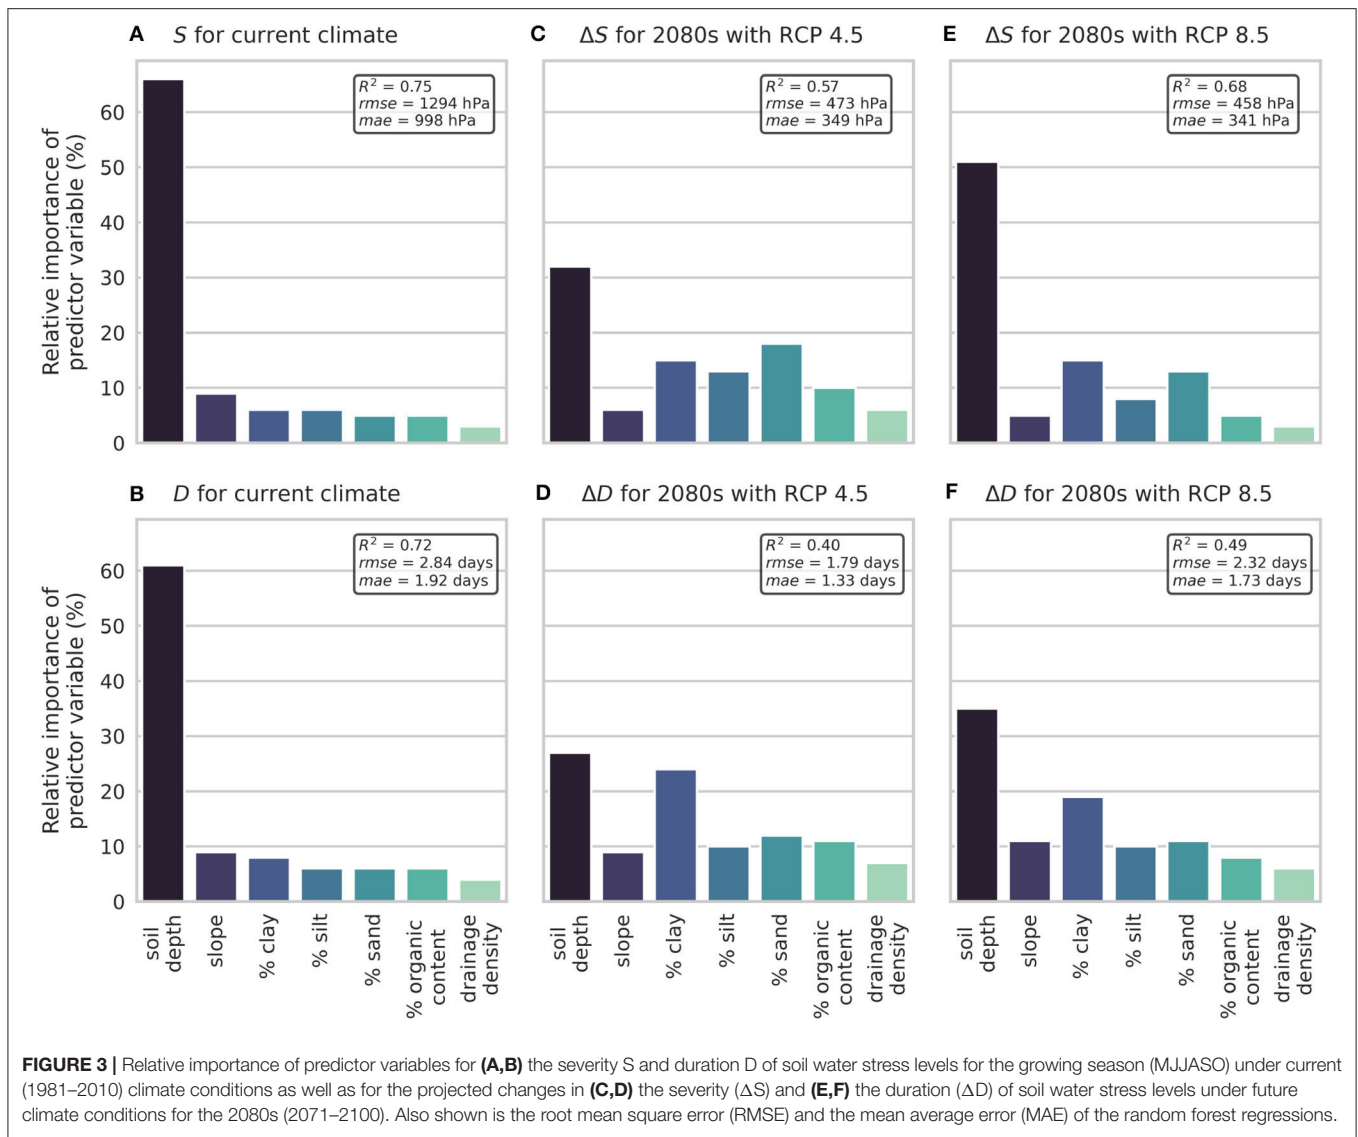 A S for current climate
R² = 0.75
rmse = 1294 hPa
mae = 998 hPa
Relative importance of
predictor variable (%)
60
50
40
30
20
10
0
C ΔS for 2080s with RCP 4.5
R² = 0.57
rmse = 473 hPa
mae = 349 hPa
E ΔS for 2080s with RCP 8.5
R² = 0.68
rmse = 458 hPa
mae = 341 hPa
B D for current climate
R² = 0.72
rmse = 2.84 days
mae = 1.92 days
Relative importance of
predictor variable (%)
60
50
40
30
20
10
0
soil
depth
slope
% clay
% silt
% sand
% organic
content
drainage
density
D ΔD for 2080s with RCP 4.5
R² = 0.40
rmse = 1.79 days
mae = 1.33 days
soil
depth
slope
% clay
% silt
% sand
% organic
content
drainage
density
F ΔD for 2080s with RCP 8.5
R² = 0.49
rmse = 2.32 days
mae = 1.73 days
soil
depth
slope
% clay
% silt
% sand
% organic
content
drainage
density
FIGURE 3 | Relative importance of predictor variables for (A,B) the severity S and duration D of soil water stress levels for the growing season (MJJASO) under current
(1981–2010) climate conditions as well as for the projected changes in (C,D) the severity (ΔS) and (E,F) the duration (ΔD) of soil water stress levels under future
climate conditions for the 2080s (2071–2100). Also shown is the root mean square error (RMSE) and the mean average error (MAE) of the random forest regressions.